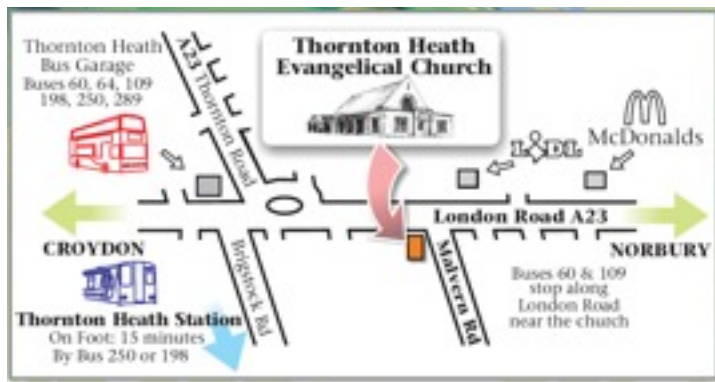 Thornton Heath
Bus Garage
Buses 60, 64, 109
198, 250, 289
A23 Thornton Road
Thornton Heath
Evangelical Church
LIDL
McDonalds
London Road A23
CROYDON
NORBURY
Brigstock Rd
Malvern Rd
Thornton Heath Station
On Foot: 15 minutes
By Bus 250 or 198
Buses 60 & 109
stop along
London Road
near the church